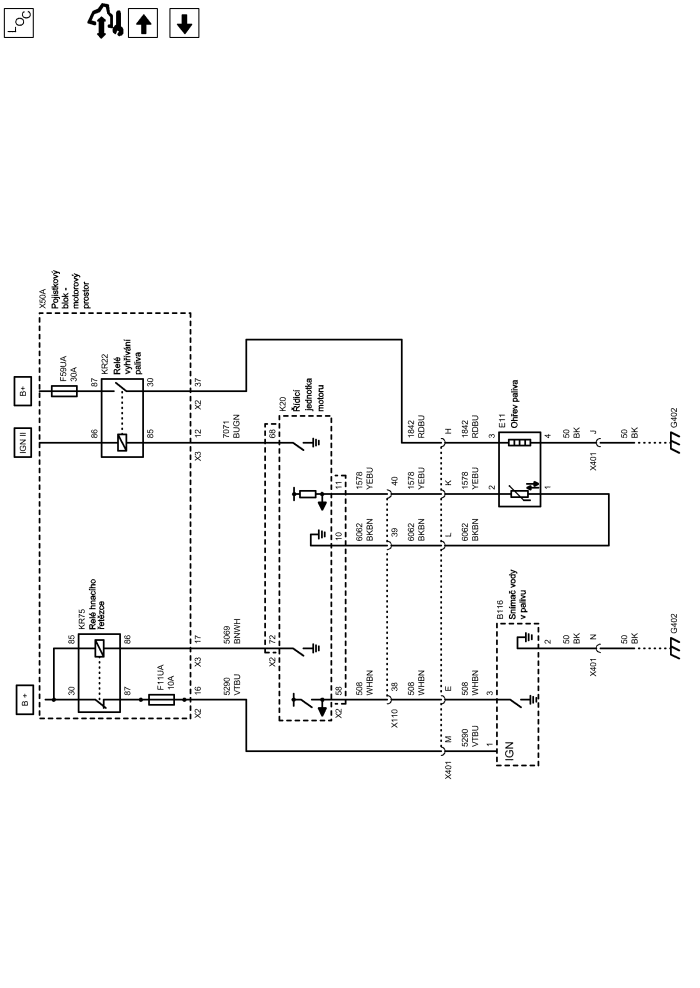 LOC
X50A
Pojistkový
blok -
motorový
prostor
B+
F59UA
30A
87
KR22
Relé
vyhřívání
paliva
30
37
X2
IGN II
86
85
12
X3
7071
BUGN
68
K20
Řídicí
jednotka
motoru
1842
RDBU
H
1842
RDBU
3
E11
Ohřev paliva
4
50
BK
J
X401
50
BK
G402
11
1578
YEBU
40
1578
YEBU
K
1578
YEBU
2
1
10
6062
BKBN
39
6062
BKBN
L
6062
BKBN
KR75
Relé hnacího
řetězce
85
86
17
X3
5069
BNWH
72
X2
B +
30
87
F11UA
10A
16
X2
5290
VTBU
58
X2
508
WHBN
38
X110
508
WHBN
E
508
WHBN
3
B116
Snímač vody
v palivu
2
50
BK
N
X401
50
BK
G402
M
X401
5290
VTBU
1
IGN